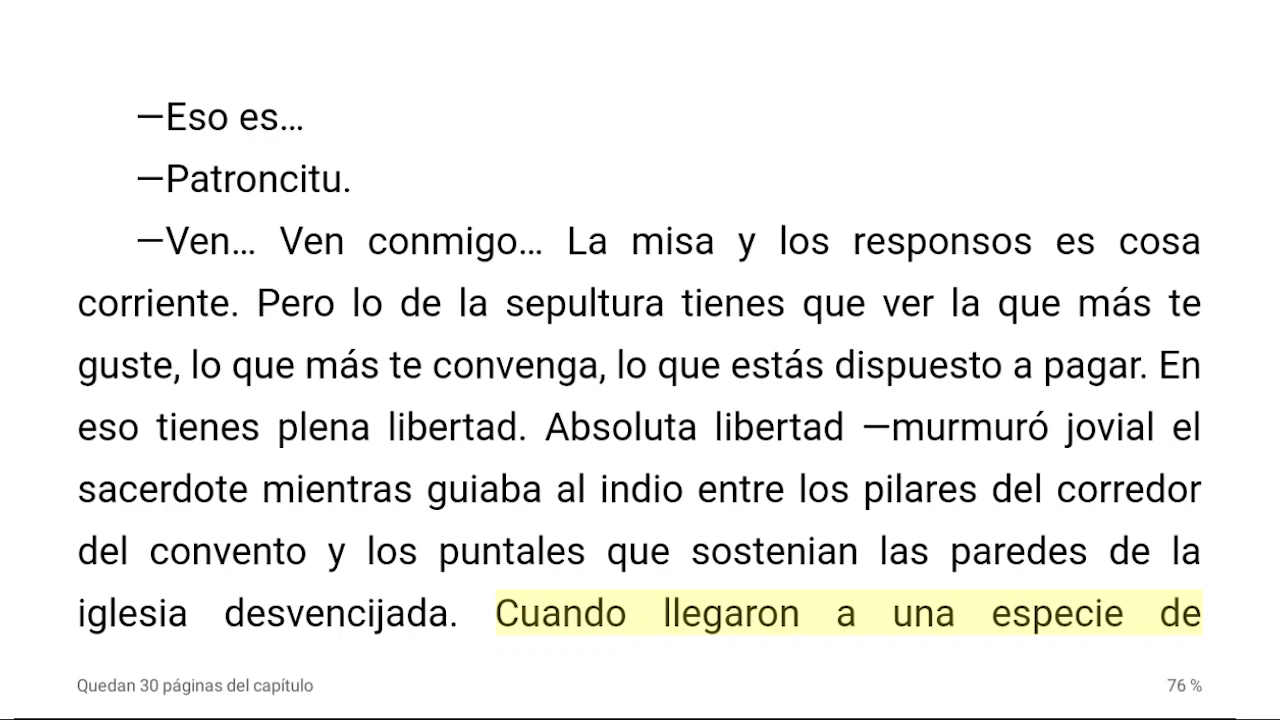 —Eso es...
—Patroncitu.
—Ven... Ven conmigo... La misa y los responsos es cosa
corriente. Pero lo de la sepultura tienes que ver la que más te
guste, lo que más te convenga, lo que estás dispuesto a pagar. En
eso tienes plena libertad. Absoluta libertad —murmuró jovial el
sacerdote mientras guiaba al indio entre los pilares del corredor
del convento y los puntales que sostenian las paredes de la
iglesia desvencijada. Cuando llegaron a una especie de
Quedan 30 páginas del capítulo
76 %